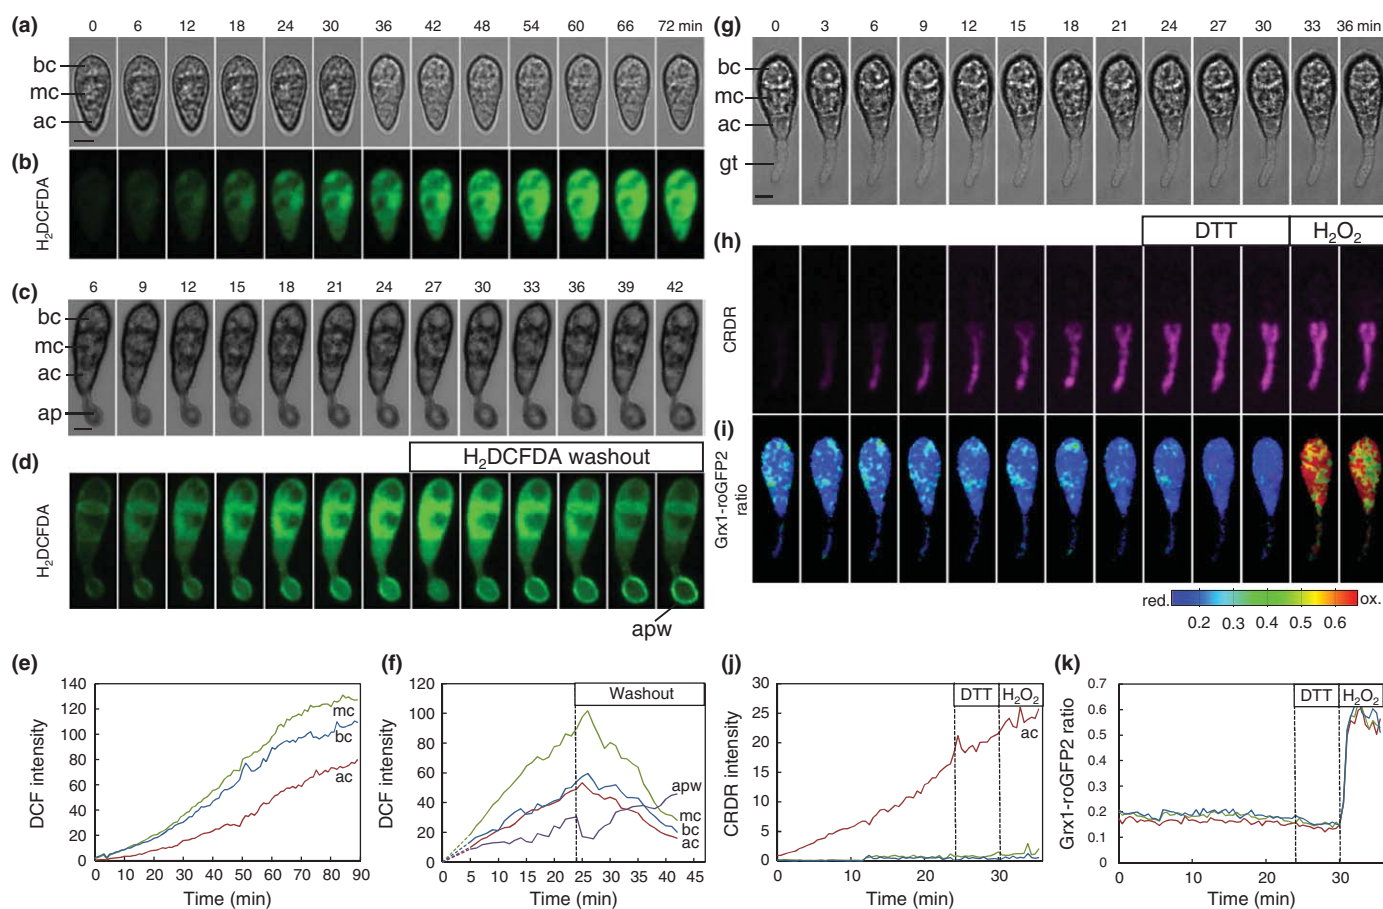 (a)
0 6 12 18 24 30 36 42 48 54 60 66 72 min
bc
mc
ac
(b)
H₂DCFDA
(c)
6 9 12 15 18 21 24 27 30 33 36 39 42
bc
mc
ac
ap
(d)
H₂DCFDA washout
H₂DCFDA
apw
(g)
0 3 6 9 12 15 18 21 24 27 30 33 36 min
bc
mc
ac
gt
DTT H₂O₂
(h)
CRDR
(i)
Grx1-roGFP2
ratio
red. ox.
0.2 0.3 0.4 0.5 0.6
(e)
140
120
100
80
60
40
20
0
DCF intensity
mc
bc
ac
0 10 20 30 40 50 60 70 80 90
Time (min)
(f)
120
100
80
60
40
20
0
DCF intensity
Washout
apw
mc
bc
ac
0 5 10 15 20 25 30 35 40 45
Time (min)
(j)
30
25
20
15
10
5
0
CRDR intensity
DTT H₂O₂
ac
0 10 20 30
Time (min)
(k)
0.7
0.6
0.5
0.4
0.3
0.2
0.1
0
Grx1-roGFP2 ratio
DTT H₂O₂
0 10 20 30
Time (min)